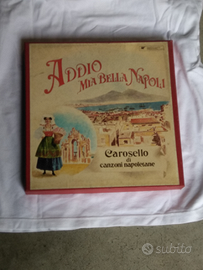 ADDIO
MIA BELLA NAPOLI
Carosello
di
canzoni napoletane
subito